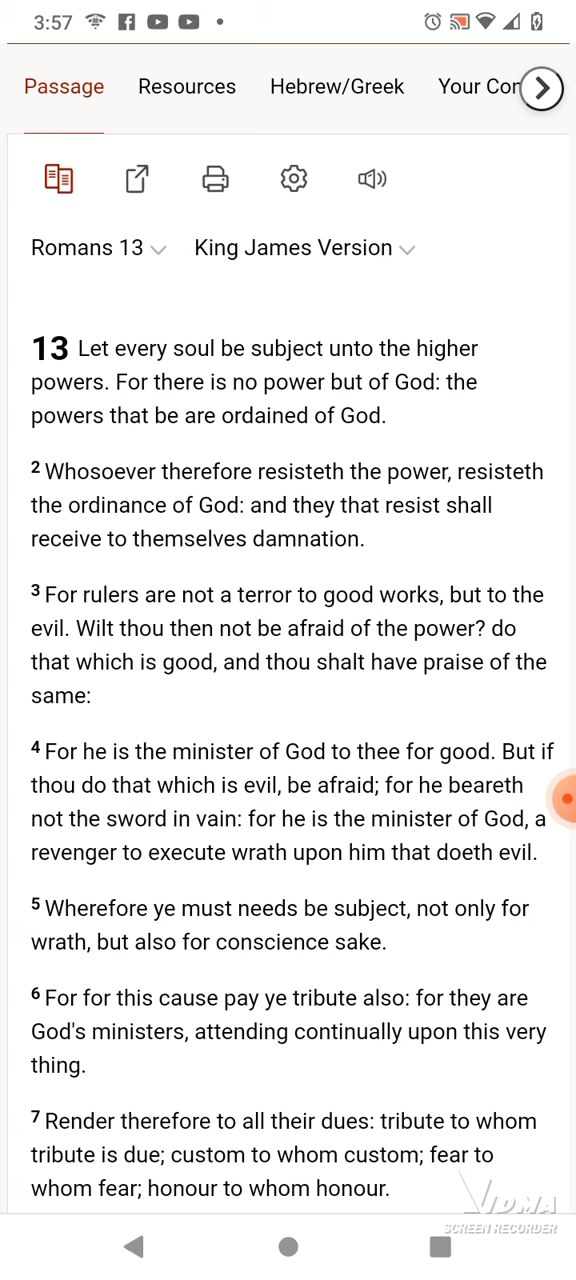 3:57
Passage Resources Hebrew/Greek Your Con
Romans 13 King James Version
13 Let every soul be subject unto the higher
powers. For there is no power but of God: the
powers that be are ordained of God.
2 Whosoever therefore resisteth the power, resisteth
the ordinance of God: and they that resist shall
receive to themselves damnation.
3 For rulers are not a terror to good works, but to the
evil. Wilt thou then not be afraid of the power? do
that which is good, and thou shalt have praise of the
same:
4 For he is the minister of God to thee for good. But if
thou do that which is evil, be afraid; for he beareth
not the sword in vain: for he is the minister of God, a
revenger to execute wrath upon him that doeth evil.
5 Wherefore ye must needs be subject, not only for
wrath, but also for conscience sake.
6 For for this cause pay ye tribute also: for they are
God's ministers, attending continually upon this very
thing.
7 Render therefore to all their dues: tribute to whom
tribute is due; custom to whom custom; fear to
whom fear; honour to whom honour.
VIDMA
SCREEN RECORDER